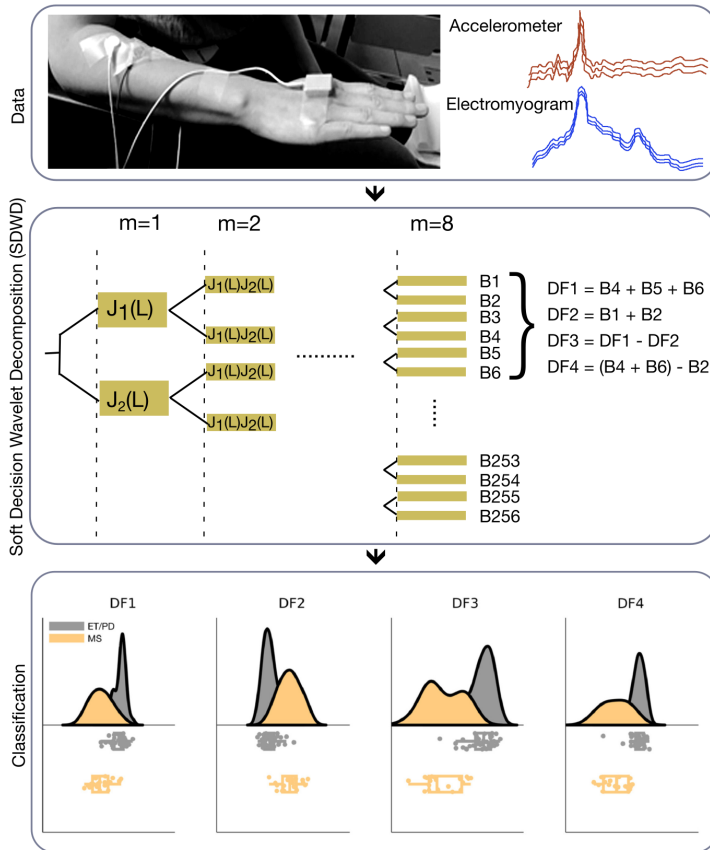 Data
Accelerometer
Electromyogram
Soft Decision Wavelet Decomposition (SDWD)
m=1
m=2
m=8
J₁(L)
J₂(L)
J₁(L)J₂(L)
J₁(L)J₂(L)
J₁(L)J₂(L)
J₁(L)J₂(L)
B1
B2
B3
B4
B5
B6
B253
B254
B255
B256
DF1 = B4 + B5 + B6
DF2 = B1 + B2
DF3 = DF1 - DF2
DF4 = (B4 + B6) - B2
Classification
DF1
DF2
DF3
DF4
ET/PD
MS